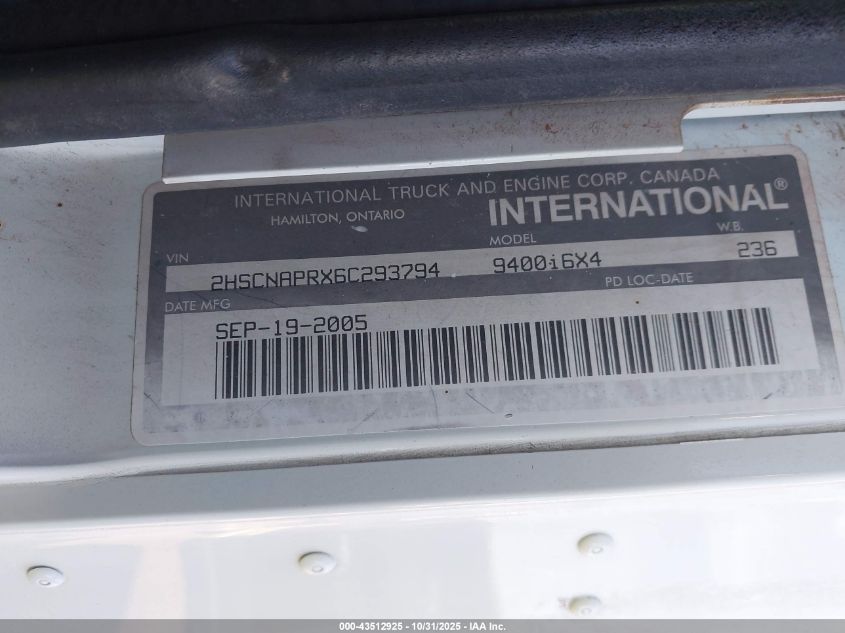 INTERNATIONAL TRUCK AND ENGINE CORP. CANADA
HAMILTON, ONTARIO
INTERNATIONAL®
VIN MODEL W.B.
2HSCNAPRX6C293794 9400i6X4 236
DATE MFG PD LOC-DATE
SEP-19-2005
000-43512925 - 10/31/2025 - IAA Inc.